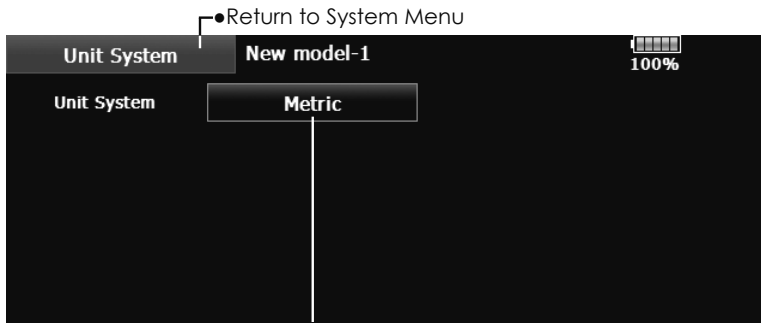 ●Return to System Menu
Unit System New model-1
100%
Unit System Metric